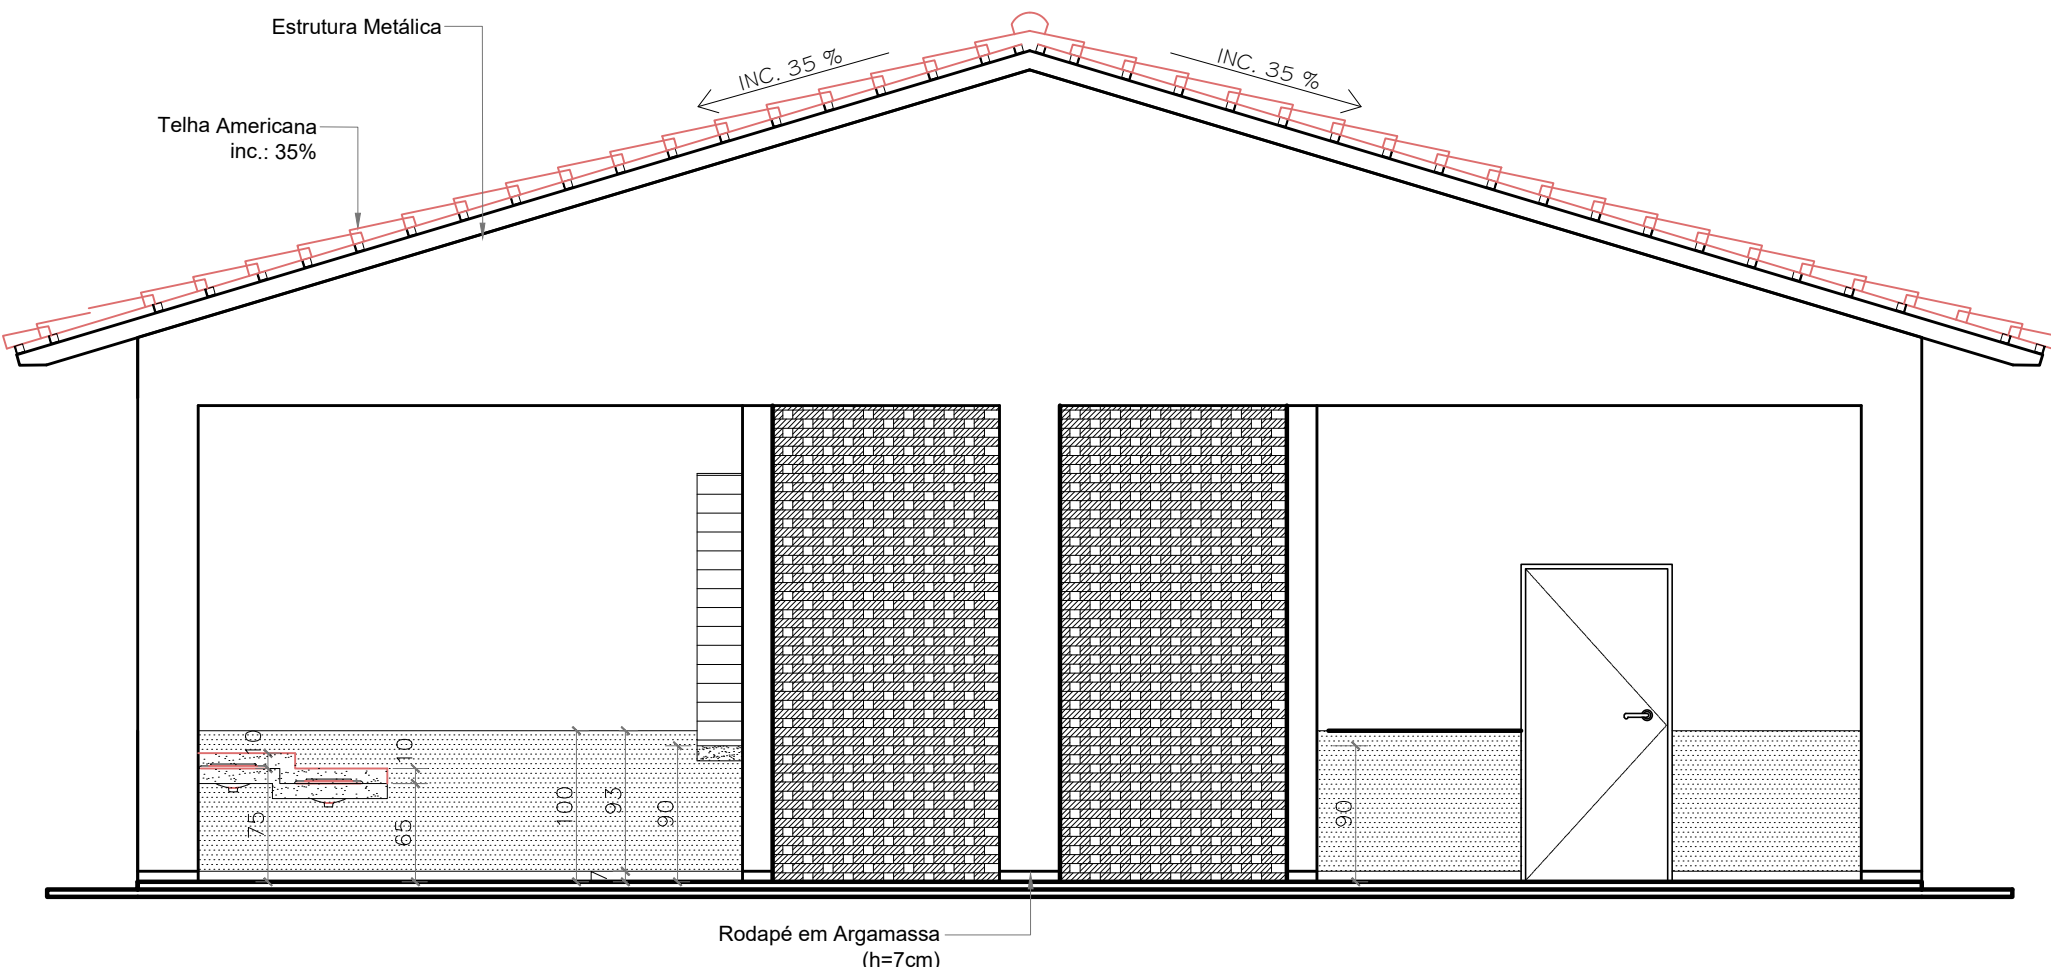 Estrutura Metálica
INC. 35 %
INC. 35 %
Telha Americana
inc.: 35%
10
10
75
65
100
93
7
90
90
Rodapé em Argamassa
(h=7cm)